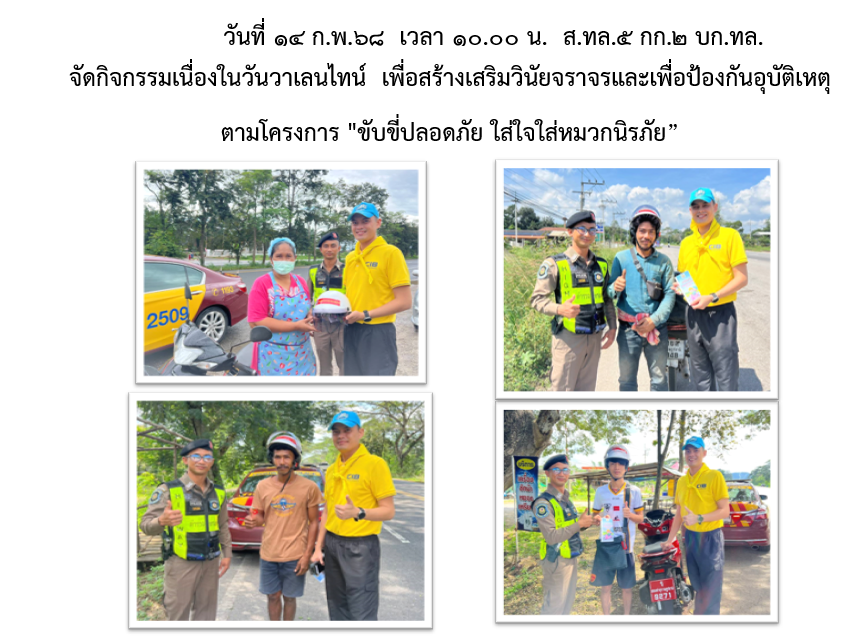 วันที่ ๑๔ ก.พ.๖๘ เวลา ๑๐.๐๐ น. ส.ทล.๕ กก.๒ บก.ทล.
จัดกิจกรรมเนื่องในวันวาเลนไทน์ เพื่อสร้างเสริมวินัยจราจรและเพื่อป้องกันอุบัติเหตุ
ตามโครงการ "ขับขี่ปลอดภัย ใส่ใจใส่หมวกนิรภัย”
2509
CIB